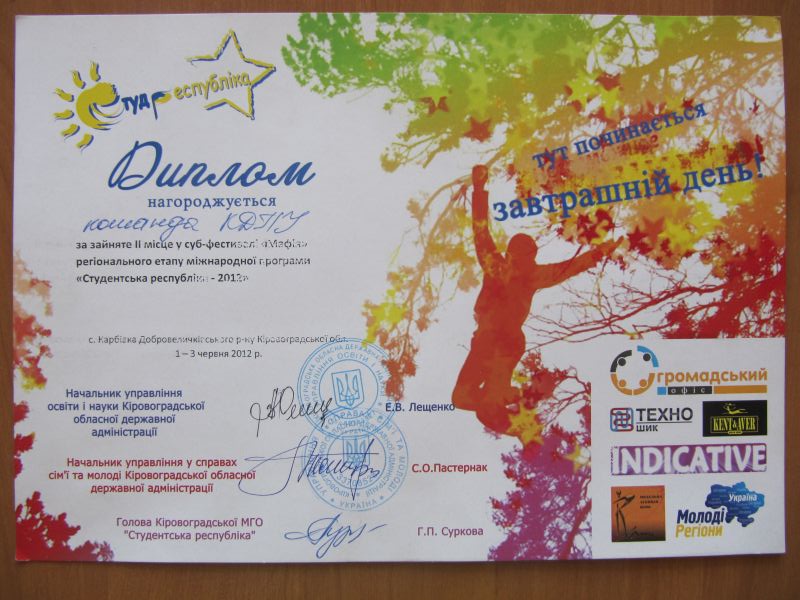 СтудРеспубліка
тут починається
завтрашній день!
Диплом
нагороджується
команда КДПУ
за зайняте ІІ місце у суб-фестивалі «Мафія»
регіонального етапу міжнародної програми
«Студентська республіка - 2012»
с. Карбівка Добровеличківського р-ну Кіровоградської обл.
1 – 3 червня 2012 р.
Начальник управління
освіти і науки Кіровоградської
обласної державної
адміністрації
Е.В. Лещенко
Начальник управління у справах
сім'ї та молоді Кіровоградської обласної
державної адміністрації
С.О.Пастернак
Голова Кіровоградської МГО
"Студентська республіка"
Г.П. Суркова
громадський
офіс
ТЕХНО
ШИК
KENT&AVER
INDICATIVE
Україна
Молоді
Регіони